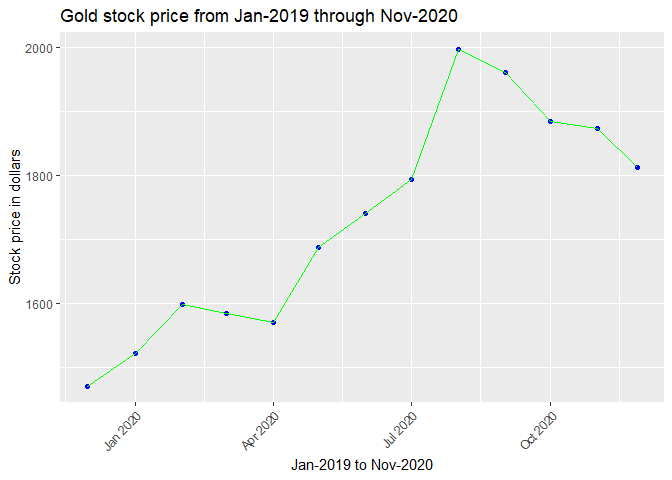 Gold stock price from Jan-2019 through Nov-2020
2000
1800
1600
Stock price in dollars
Jan 2020
Apr 2020
Jul 2020
Oct 2020
Jan-2019 to Nov-2020